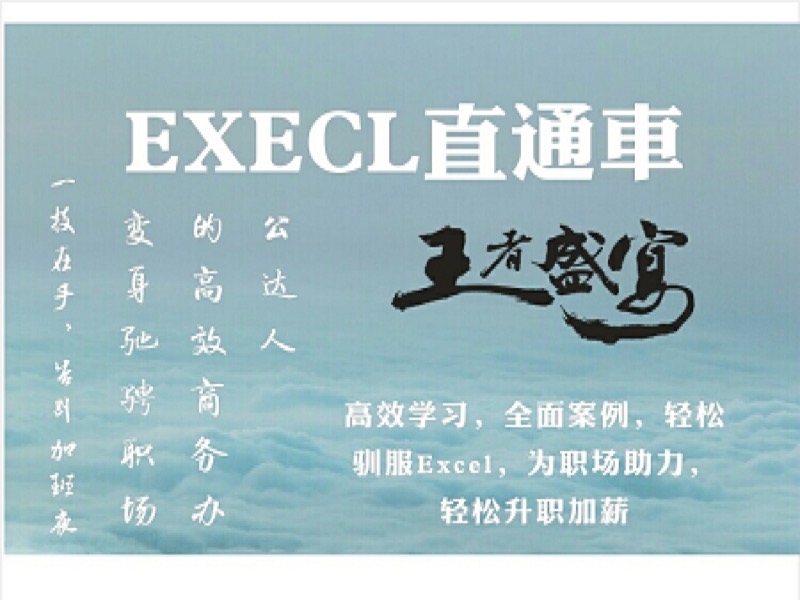 EXECL直通車
王者盛宴
一技在手，告别加班夜
变身驰骋职场
的高效商务办
公达人
高效学习，全面案例，轻松
驯服Excel，为职场助力，
轻松升职加薪